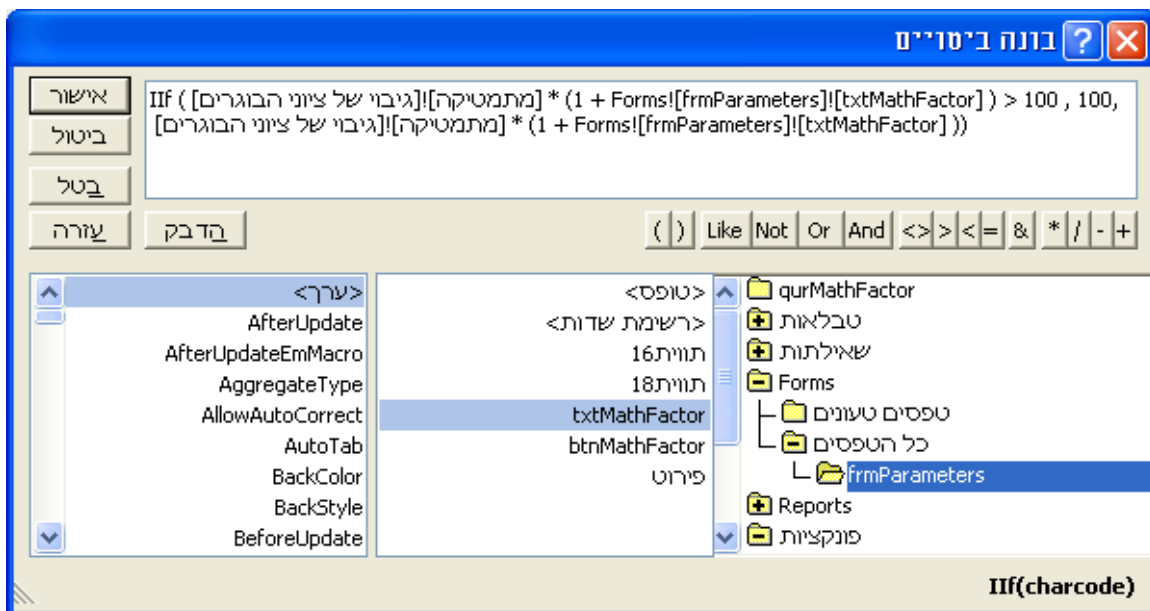 בונה ביטויים
IIf ( [גיבוי של ציוני הבוגרים]![מתמטיקה] * (1 + Forms![frmParameters]![txtMathFactor] ) > 100 , 100,
[גיבוי של ציוני הבוגרים]![מתמטיקה] * (1 + Forms![frmParameters]![txtMathFactor] ))
אישור
ביטול
בטל
עזרה
הדבק
( ) Like Not Or And <> > < = & * / - +
qurMathFactor
טבלאות
שאילתות
Forms
טפסים טעונים
כל הטפסים
frmParameters
Reports
פונקציות
<טופס>
<רשימת שדות>
תווית16
תווית18
txtMathFactor
btnMathFactor
פירוט
<ערך>
AfterUpdate
AfterUpdateEmMacro
AggregateType
AllowAutoCorrect
AutoTab
BackColor
BackStyle
BeforeUpdate
IIf(charcode)